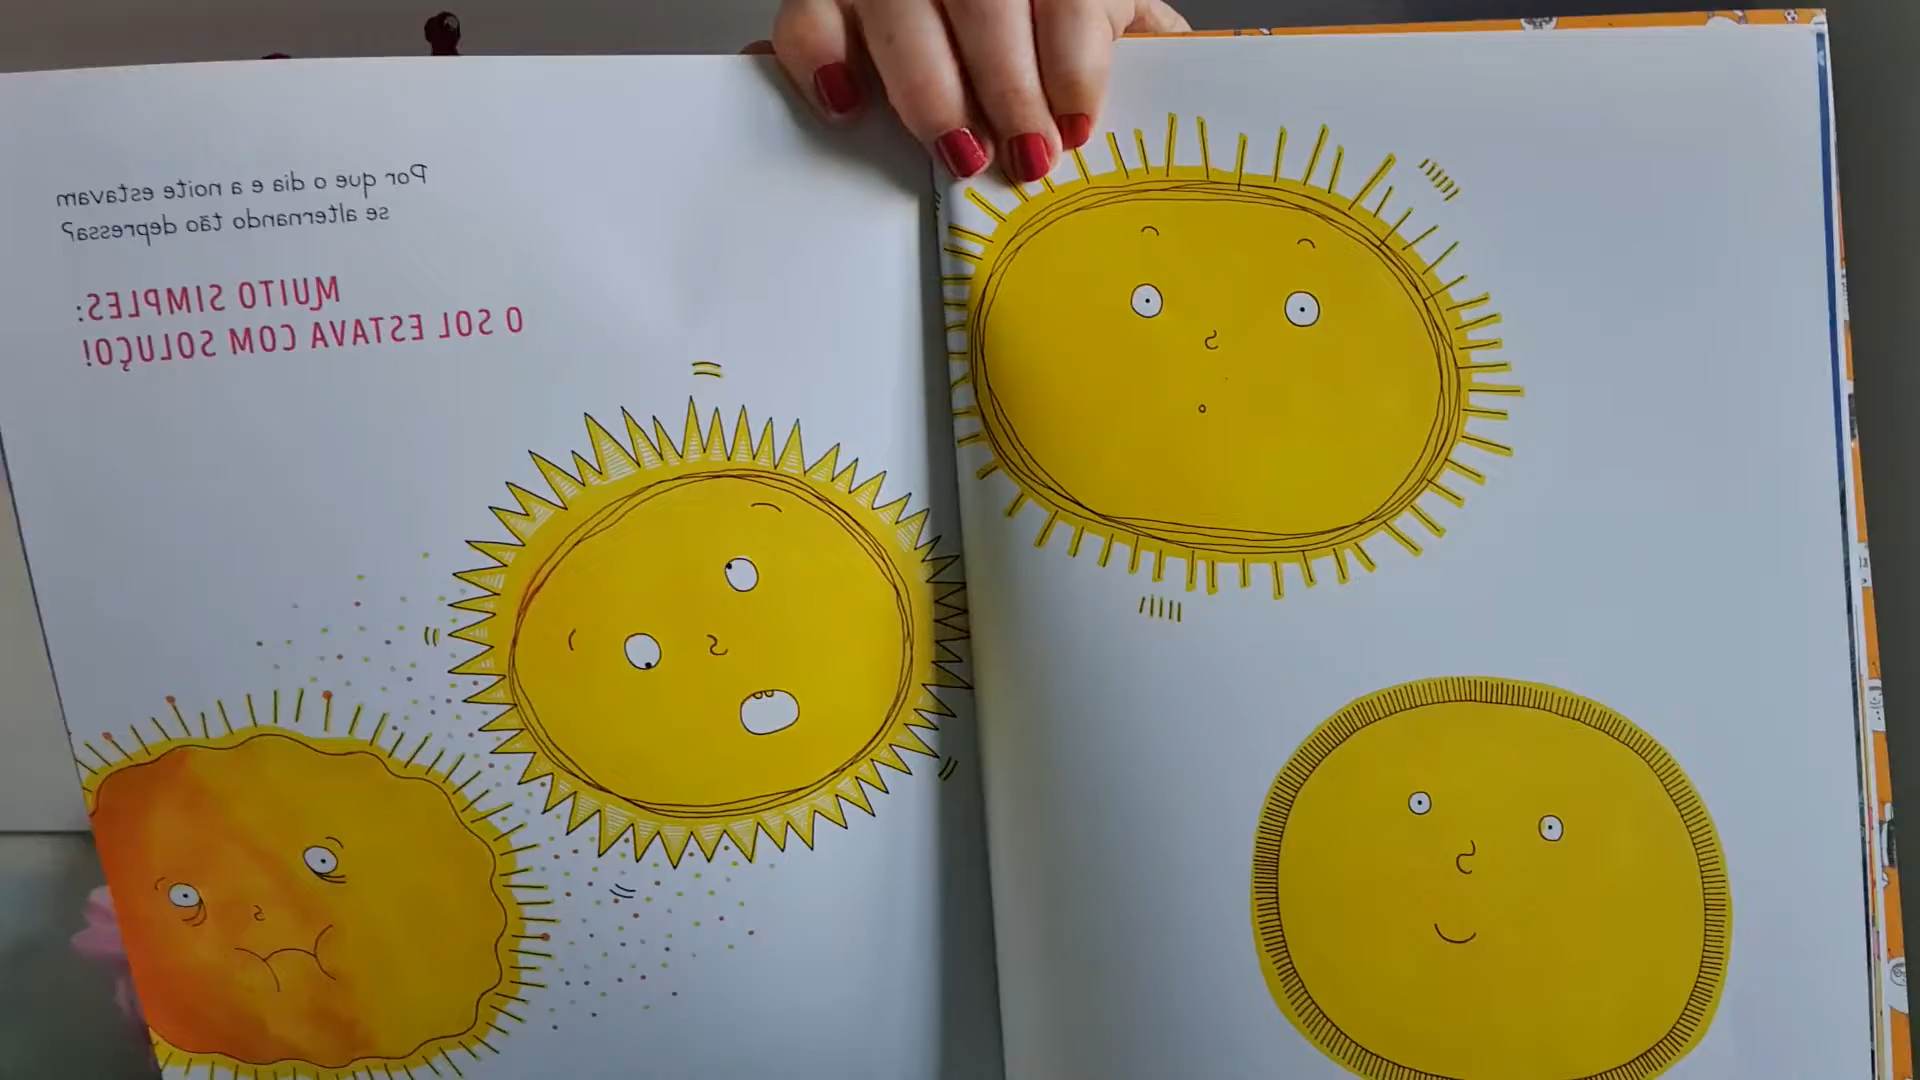 Por que o dia e a noite estavam
se alternando tão depressa?
MUITO SIMPLES:
O SOL ESTAVA COM SOLUÇO!